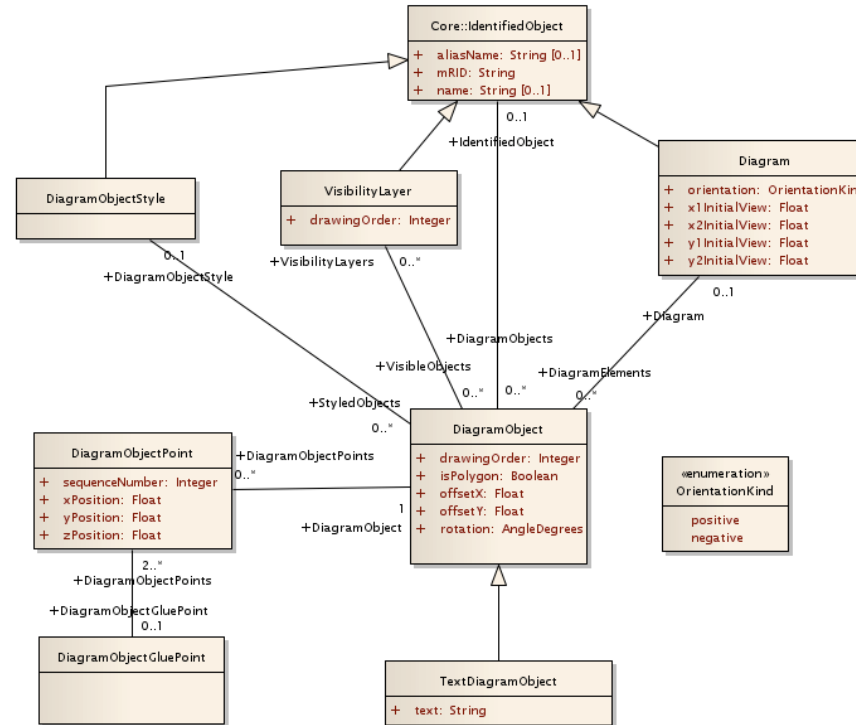 Core::IdentifiedObject
+ aliasName: String [0..1]
+ mRID: String
+ name: String [0..1]
0..1
+IdentifiedObject
DiagramObjectStyle
0..1
+DiagramObjectStyle
VisibilityLayer
+ drawingOrder: Integer
+VisibilityLayers
0..*
Diagram
+ orientation: OrientationKind
+ x1InitialView: Float
+ x2InitialView: Float
+ y1InitialView: Float
+ y2InitialView: Float
0..1
+Diagram
+DiagramObjects
+VisibleObjects
+DiagramElements
0..*
0..*
0..*
+StyledObjects
0..*
DiagramObject
+ drawingOrder: Integer
+ isPolygon: Boolean
+ offsetX: Float
+ offsetY: Float
+ rotation: AngleDegrees
DiagramObjectPoint
+ sequenceNumber: Integer
+ xPosition: Float
+ yPosition: Float
+ zPosition: Float
+DiagramObjectPoints
0..*
1
+DiagramObject
«enumeration»
OrientationKind
positive
negative
2..*
+DiagramObjectPoints
+DiagramObjectGluePoint
0..1
DiagramObjectGluePoint
TextDiagramObject
+ text: String